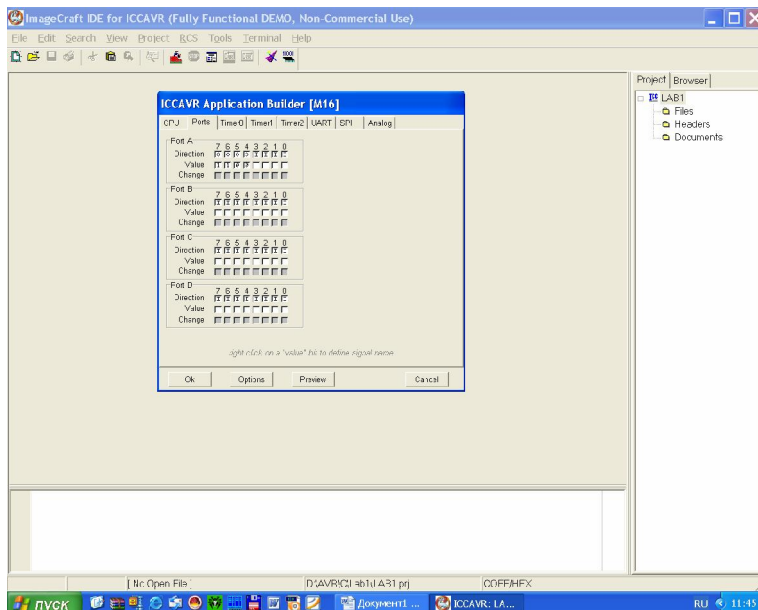 ImageCraft IDE for ICCAVR (Fully Functional DEMO, Non-Commercial Use)
File Edit Search View Project RCS Tools Terminal Help
Project Browser
LAB1
Files
Headers
Documents
ICCAVR Application Builder [M16]
CPU Ports Timer0 Timer1 Timer2 UART SPI Analog
Port A
7 6 5 4 3 2 1 0
Direction
Value
Change
Port B
7 6 5 4 3 2 1 0
Direction
Value
Change
Port C
7 6 5 4 3 2 1 0
Direction
Value
Change
Port D
7 6 5 4 3 2 1 0
Direction
Value
Change
right click on a "value" bit to define signal name
Ok Options Preview Cancel
[ No Open File D:\AVR\C\Lab1\LAB1.prj COFF/HEX
пуск Документ1 ... ICCAVR: LA... RU 11:45